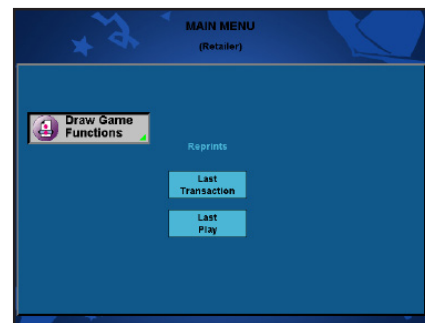 MAIN MENU
(Retailer)
Draw Game
Functions
Reprints
Last
Transaction
Last
Play